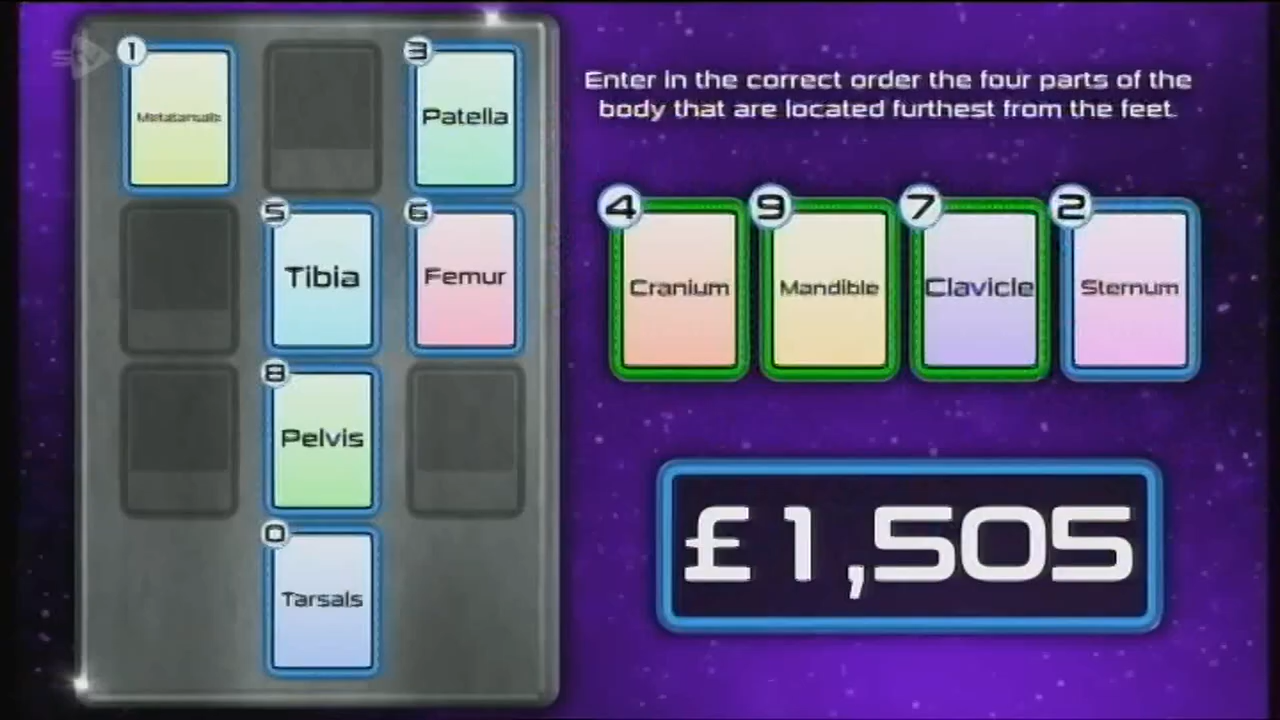 STV
1
Metatarsals
3
Patella
5
Tibia
6
Femur
8
Pelvis
0
Tarsals
Enter in the correct order the four parts of the
body that are located furthest from the feet.
4
Cranium
9
Mandible
7
Clavicle
2
Sternum
£1,505